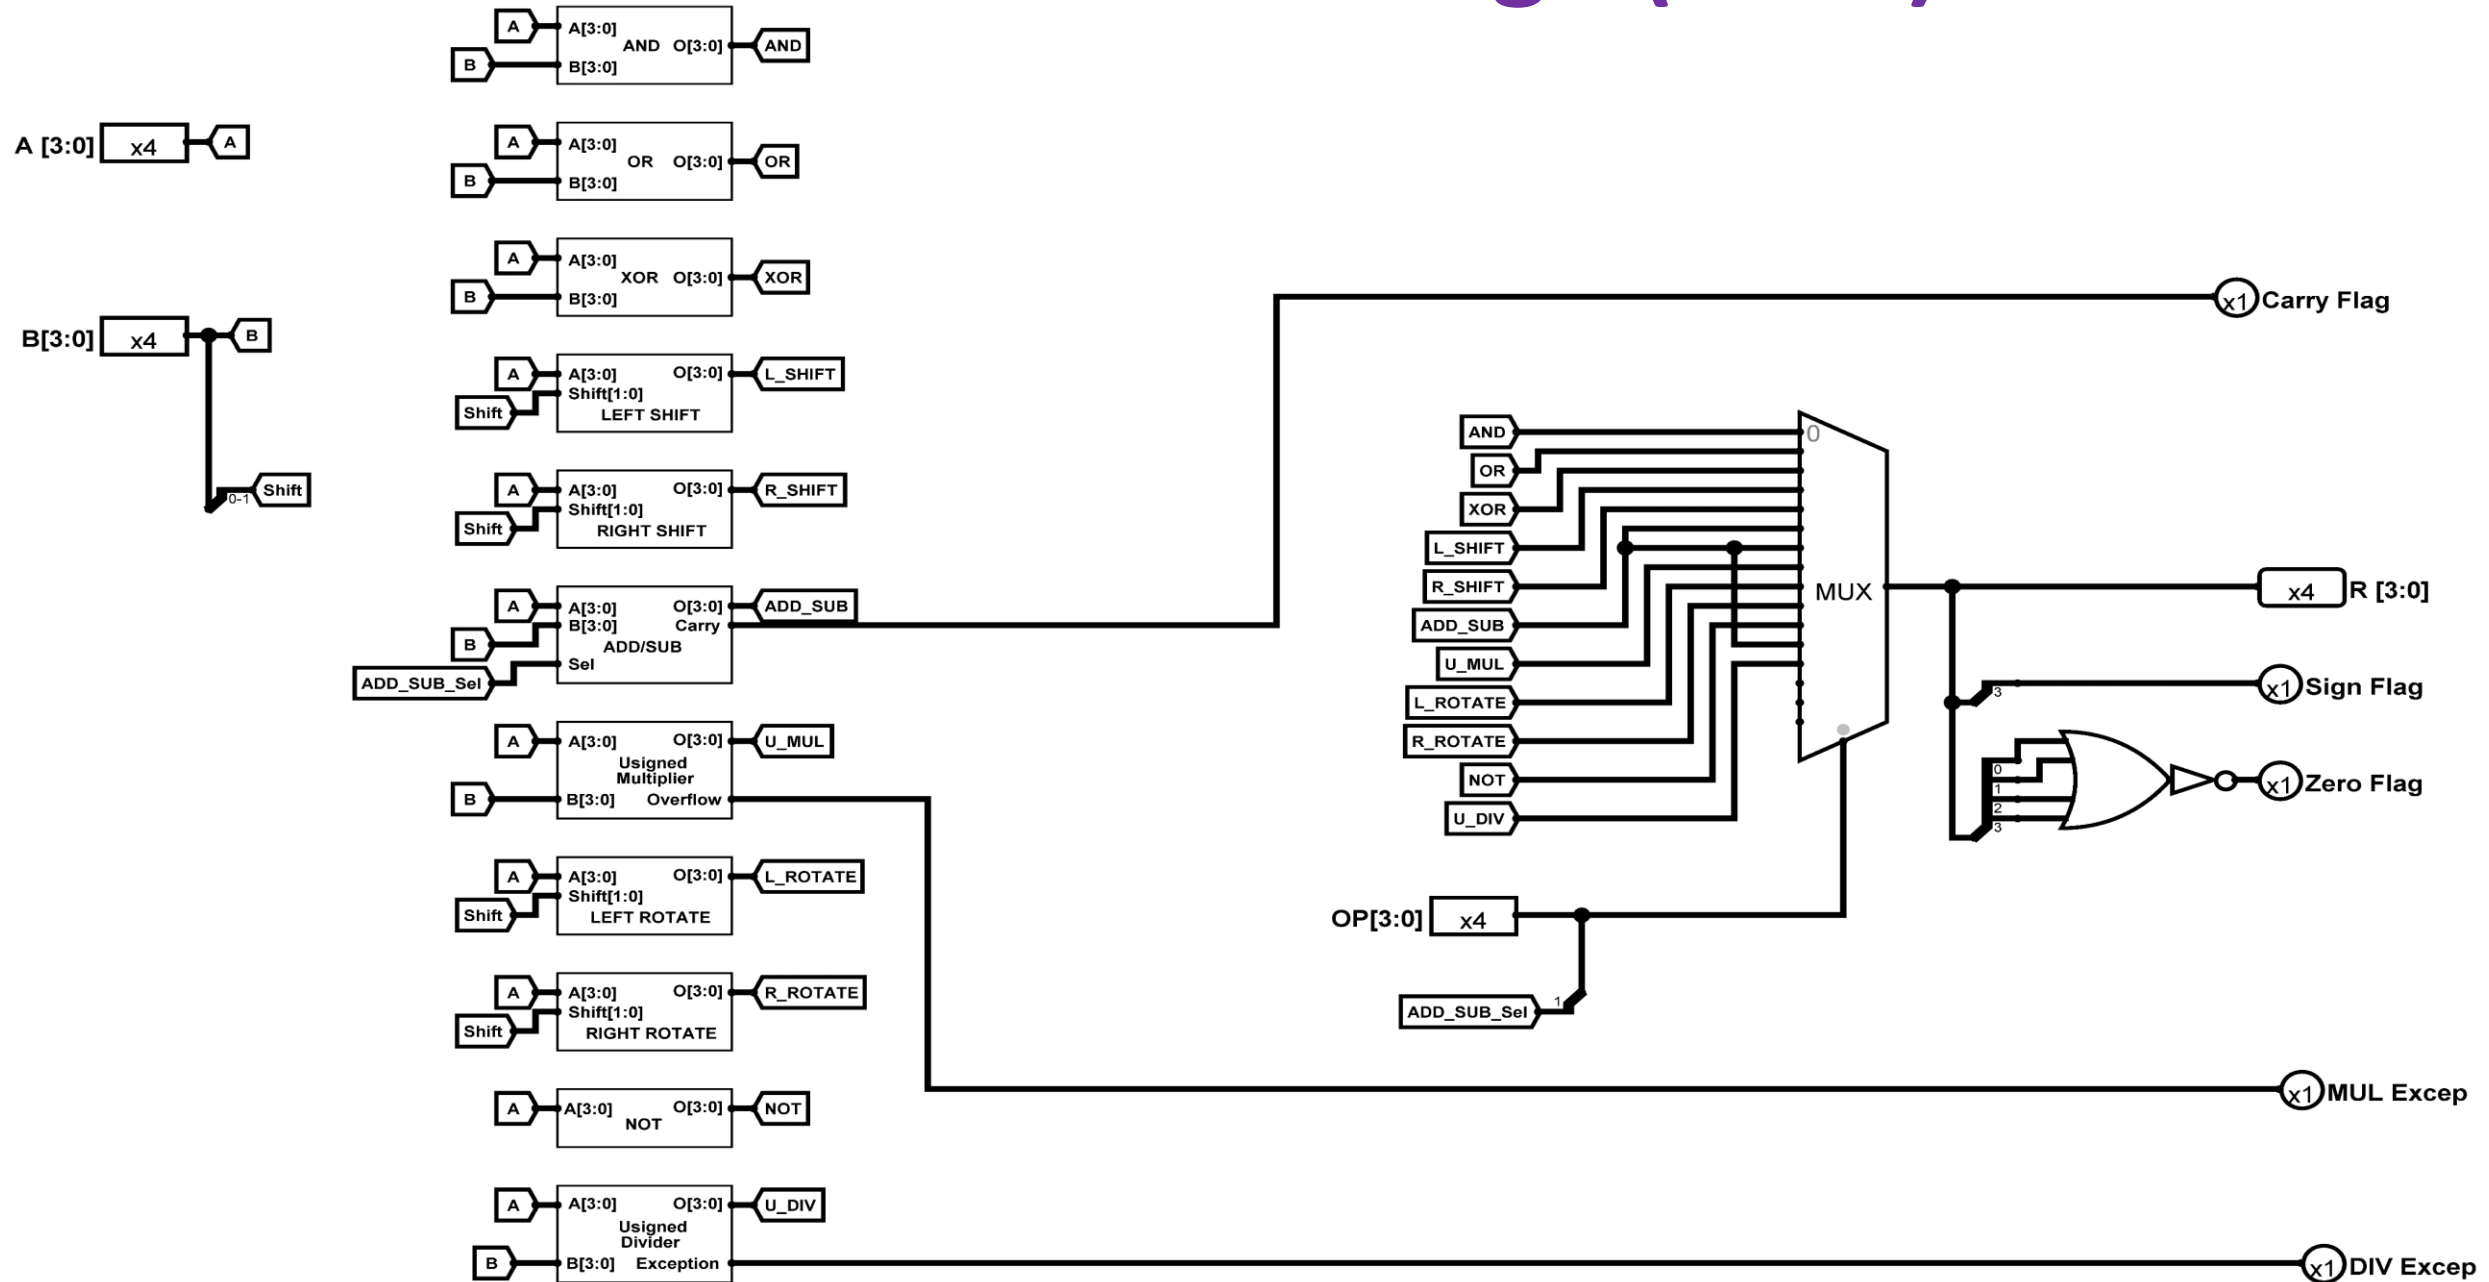 A[3:0]
B[3:0]
AND
O[3:0]
A
B
AND
A [3:0]
x4
A
A
B
A[3:0]
B[3:0]
OR
O[3:0]
OR
A
B
A[3:0]
B[3:0]
XOR
O[3:0]
XOR
B[3:0]
x4
B
0-1
Shift
A
Shift
A[3:0]
Shift[1:0]
LEFT SHIFT
O[3:0]
L_SHIFT
A
Shift
A[3:0]
Shift[1:0]
RIGHT SHIFT
O[3:0]
R_SHIFT
A
B
ADD_SUB_Sel
A[3:0]
B[3:0]
Sel
ADD/SUB
O[3:0]
Carry
ADD_SUB
A
B
A[3:0]
B[3:0]
Usigned
Multiplier
O[3:0]
Overflow
U_MUL
A
Shift
A[3:0]
Shift[1:0]
LEFT ROTATE
O[3:0]
L_ROTATE
A
Shift
A[3:0]
Shift[1:0]
RIGHT ROTATE
O[3:0]
R_ROTATE
A
A[3:0]
NOT
O[3:0]
NOT
A
B
A[3:0]
B[3:0]
Usigned
Divider
O[3:0]
Exception
U_DIV
AND
OR
XOR
L_SHIFT
R_SHIFT
ADD_SUB
U_MUL
L_ROTATE
R_ROTATE
NOT
U_DIV
0
MUX
OP[3:0]
x4
1
ADD_SUB_Sel
x1
Carry Flag
x4
R [3:0]
3
x1
Sign Flag
0
1
2
3
x1
Zero Flag
x1
MUL Excep
x1
DIV Excep